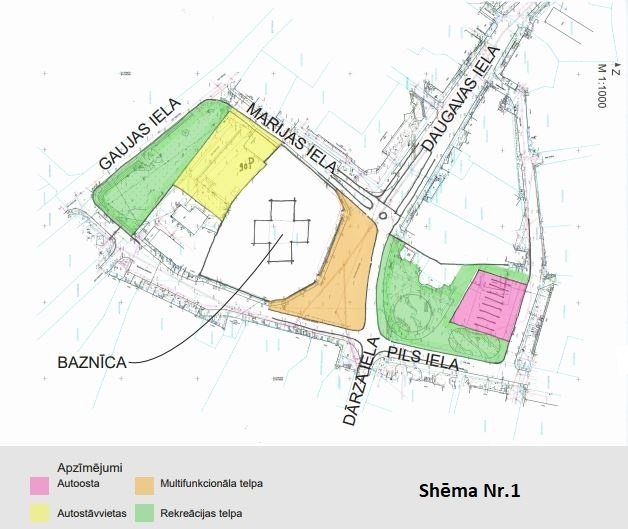 GAUJAS IELA
MARIJAS IELA
DAUGAVAS IELA
Z
M 1:1000
90P
BAZNĪCA
DĀRZA IELA
PILS IELA
Apzīmējumi
Autoosta
Multifunkcionāla telpa
Autostāvvietas
Rekreācijas telpa
Shēma Nr.1